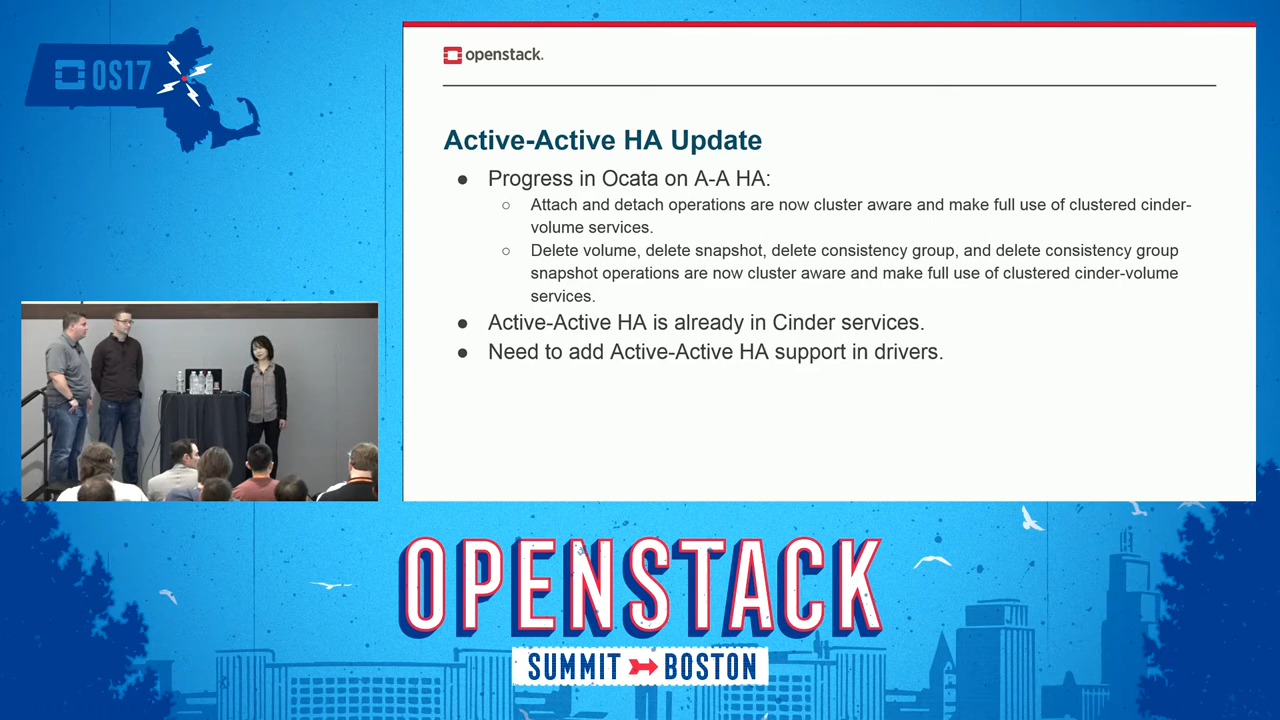 OS17
openstack.
Active-Active HA Update
● Progress in Ocata on A-A HA:
○ Attach and detach operations are now cluster aware and make full use of clustered cinder-
volume services.
○ Delete volume, delete snapshot, delete consistency group, and delete consistency group
snapshot operations are now cluster aware and make full use of clustered cinder-volume
services.
● Active-Active HA is already in Cinder services.
● Need to add Active-Active HA support in drivers.
OPENSTACK
SUMMIT BOSTON